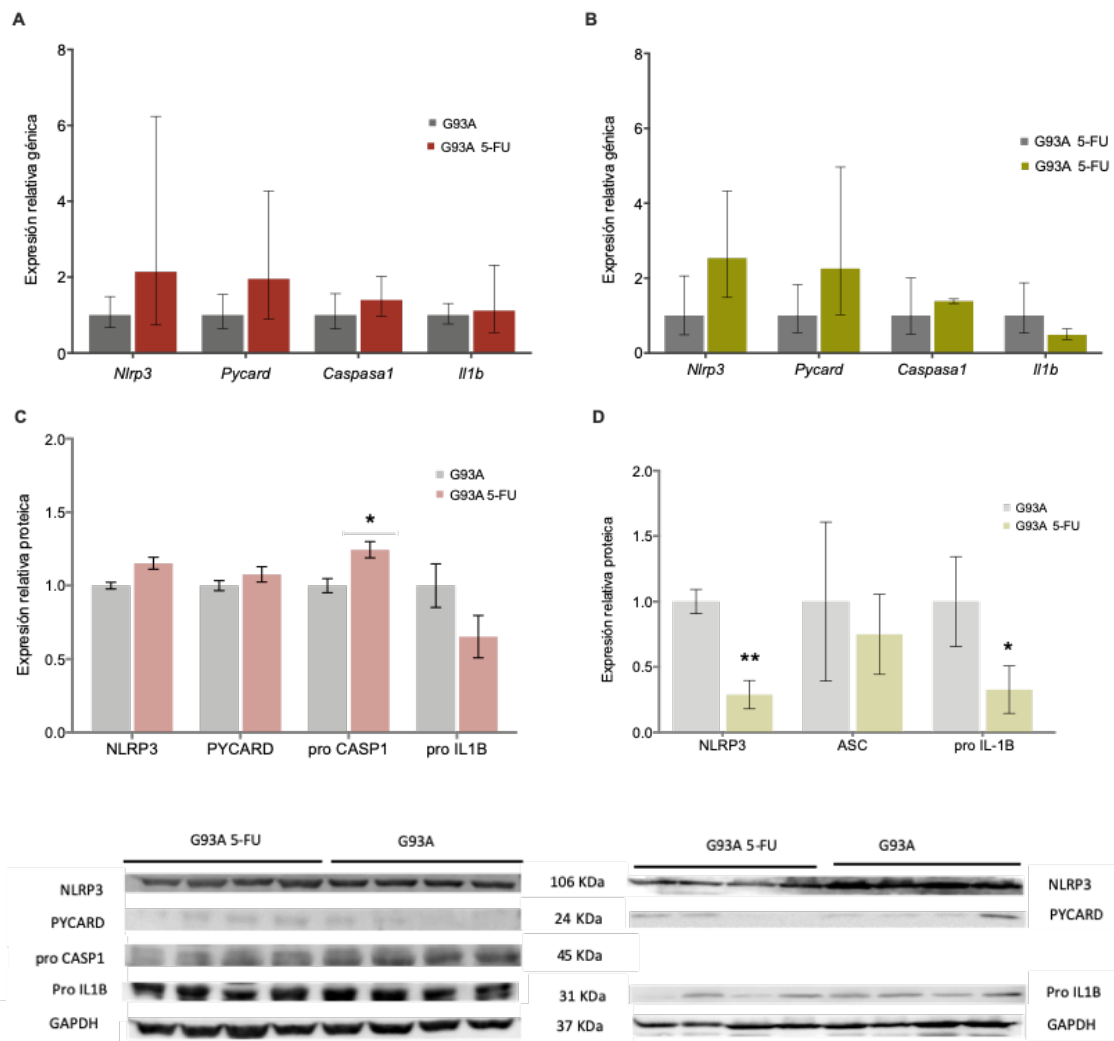 A
Expresión relativa génica
8
6
4
2
0
G93A
G93A 5-FU
Nlrp3 Pycard Caspasa1 Il1b
B
Expresión relativa génica
8
6
4
2
0
G93A 5-FU
G93A 5-FU
Nlrp3 Pycard Caspasa1 Il1b
C
Expresión relativa proteica
2.0
1.5
1.0
0.5
0.0
G93A
G93A 5-FU
*
NLRP3 PYCARD pro CASP1 pro IL1B
D
Expresión relativa proteica
2.0
1.5
1.0
0.5
0.0
G93A
G93A 5-FU
**
*
NLRP3 ASC pro IL-1B
G93A 5-FU G93A
G93A 5-FU G93A
NLRP3 106 KDa NLRP3
PYCARD 24 KDa PYCARD
pro CASP1 45 KDa
Pro IL1B 31 KDa Pro IL1B
GAPDH 37 KDa GAPDH